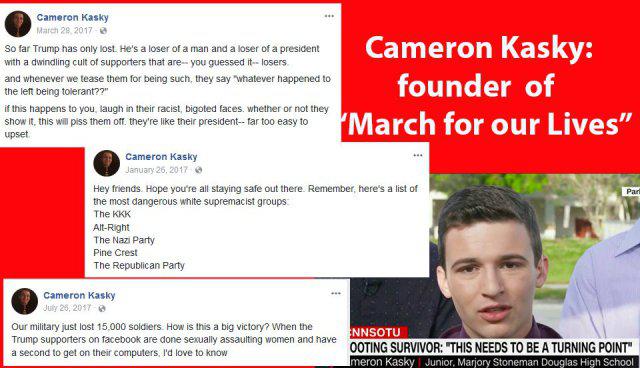 Cameron Kasky
March 28, 2017
So far Trump has only lost. He's a loser of a man and a loser of a president
with a dwindling cult of supporters that are-- you guessed it-- losers.
and whenever we tease them for being such, they say "whatever happened to
the left being tolerant??"
if this happens to you, laugh in their racist, bigoted faces. whether or not they
show it, this will piss them off. they're like their president-- far too easy to
upset.
Cameron Kasky
January 26, 2017
Hey friends. Hope you're all staying safe out there. Remember, here's a list of
the most dangerous white supremacist groups:
The KKK
Alt-Right
The Nazi Party
Pine Crest
The Republican Party
Cameron Kasky
July 26, 2017
Our military just lost 15,000 soldiers. How is this a big victory? When the
Trump supporters on facebook are done sexually assaulting women and have
a second to get on their computers, I'd love to know
Cameron Kasky:
founder of
‘March for our Lives”
Par
CNNSOTU
OOTING SURVIVOR: "THIS NEEDS TO BE A TURNING POINT"
meron Kasky | Junior, Marjory Stoneman Douglas High School